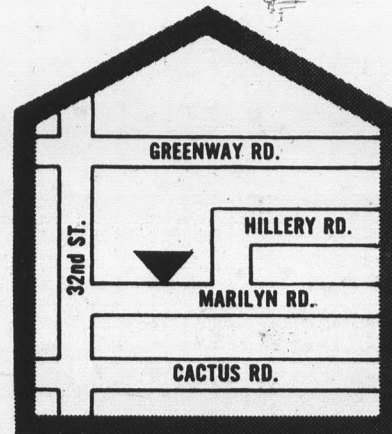 GREENWAY RD.
HILLERY RD.
32nd ST.
MARILYN RD.
CACTUS RD.